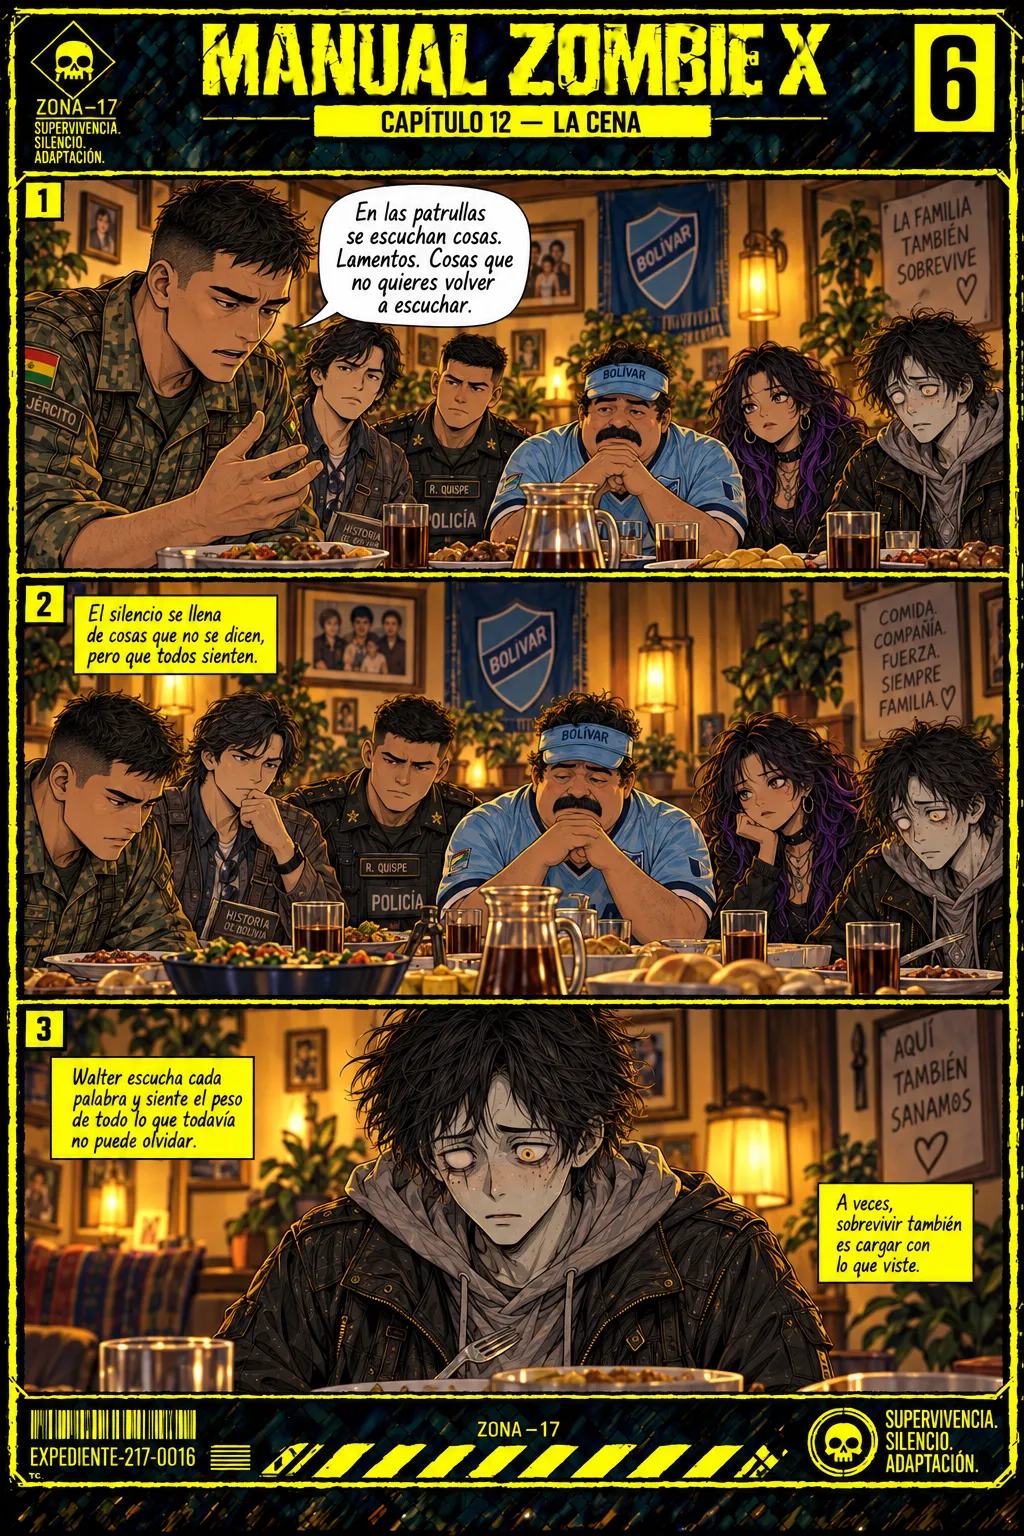 MANUAL ZOMBIE X
CAPÍTULO 12 — LA CENA
6
ZONA-17
SUPERVIVENCIA.
SILENCIO.
ADAPTACIÓN.
1
En las patrullas
se escuchan cosas.
Lamentos. Cosas que
no quieres volver
a escuchar.
BOLÍVAR
LA FAMILIA
TAMBIÉN
SOBREVIVE
JÉRCITO
BOLÍVAR
R. QUISPE
OLICÍA
HISTORIA
2
El silencio se llena
de cosas que no se dicen,
pero que todos sienten.
BOLÍVAR
COMIDA.
COMPAÑÍA.
FUERZA.
SIEMPRE
FAMILIA.
BOLÍVAR
R. QUISPE
POLICÍA
HISTORIA
DE BOLIVIA
3
Walter escucha cada
palabra y siente el peso
de todo lo que todavía
no puede olvidar.
AQUÍ
TAMBIÉN
SANAMOS
A veces,
sobrevivir también
es cargar con
lo que viste.
EXPEDIENTE-217-0016
TC.
ZONA-17
SUPERVIVENCIA.
SILENCIO.
ADAPTACIÓN.